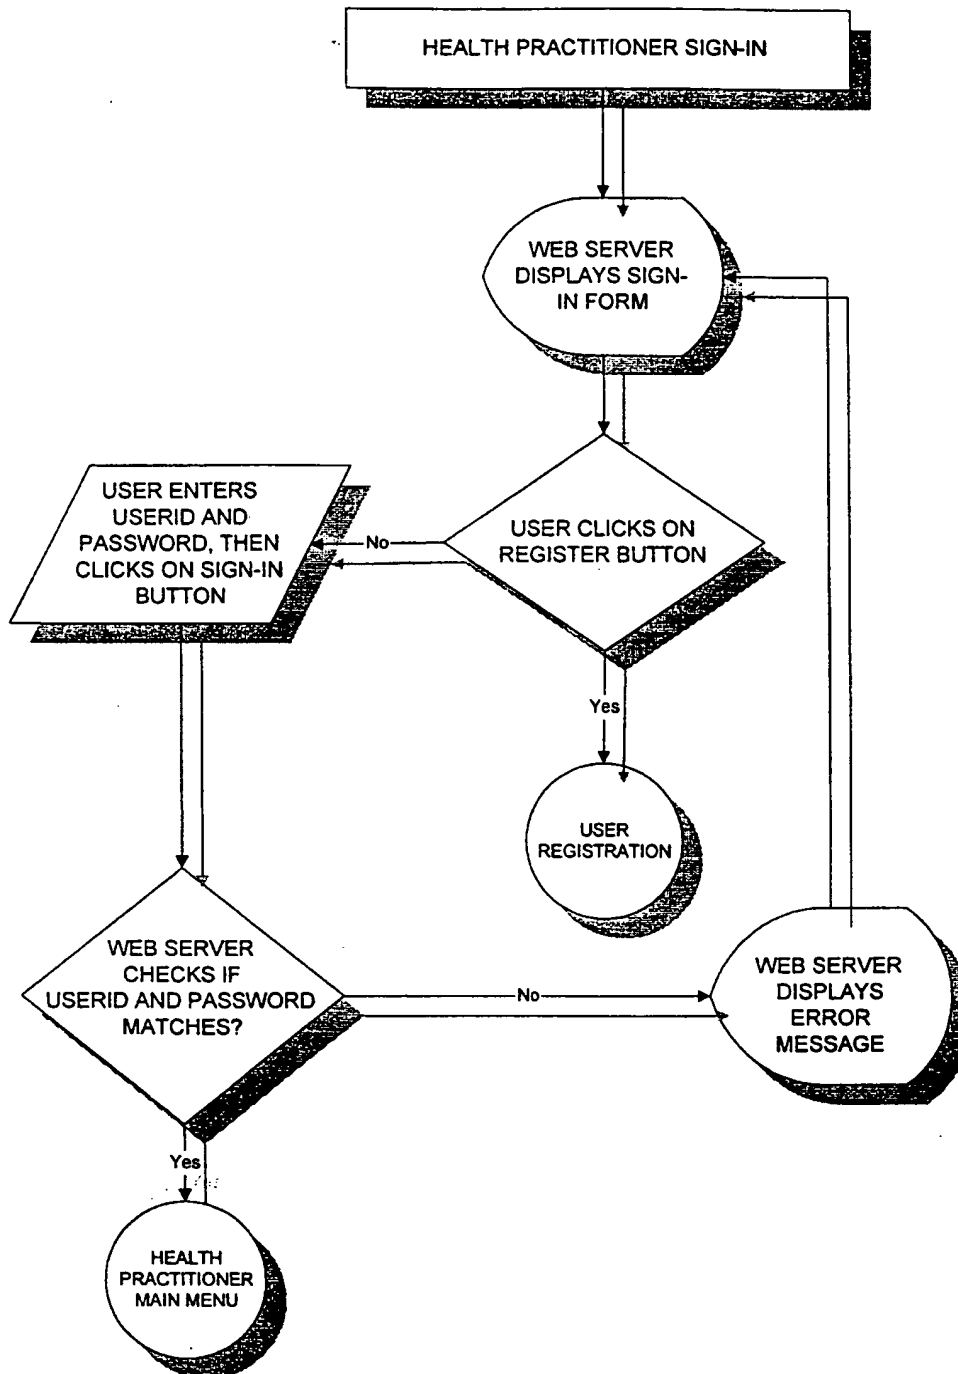 HEALTH PRACTITIONER SIGN-IN
WEB SERVER
DISPLAYS SIGN-
IN FORM
USER ENTERS
USERID AND
PASSWORD, THEN
CLICKS ON SIGN-IN
BUTTON
No
USER CLICKS ON
REGISTER BUTTON
Yes
USER
REGISTRATION
WEB SERVER
CHECKS IF
USERID AND PASSWORD
MATCHES?
No
WEB SERVER
DISPLAYS
ERROR
MESSAGE
Yes
HEALTH
PRACTITIONER
MAIN MENU